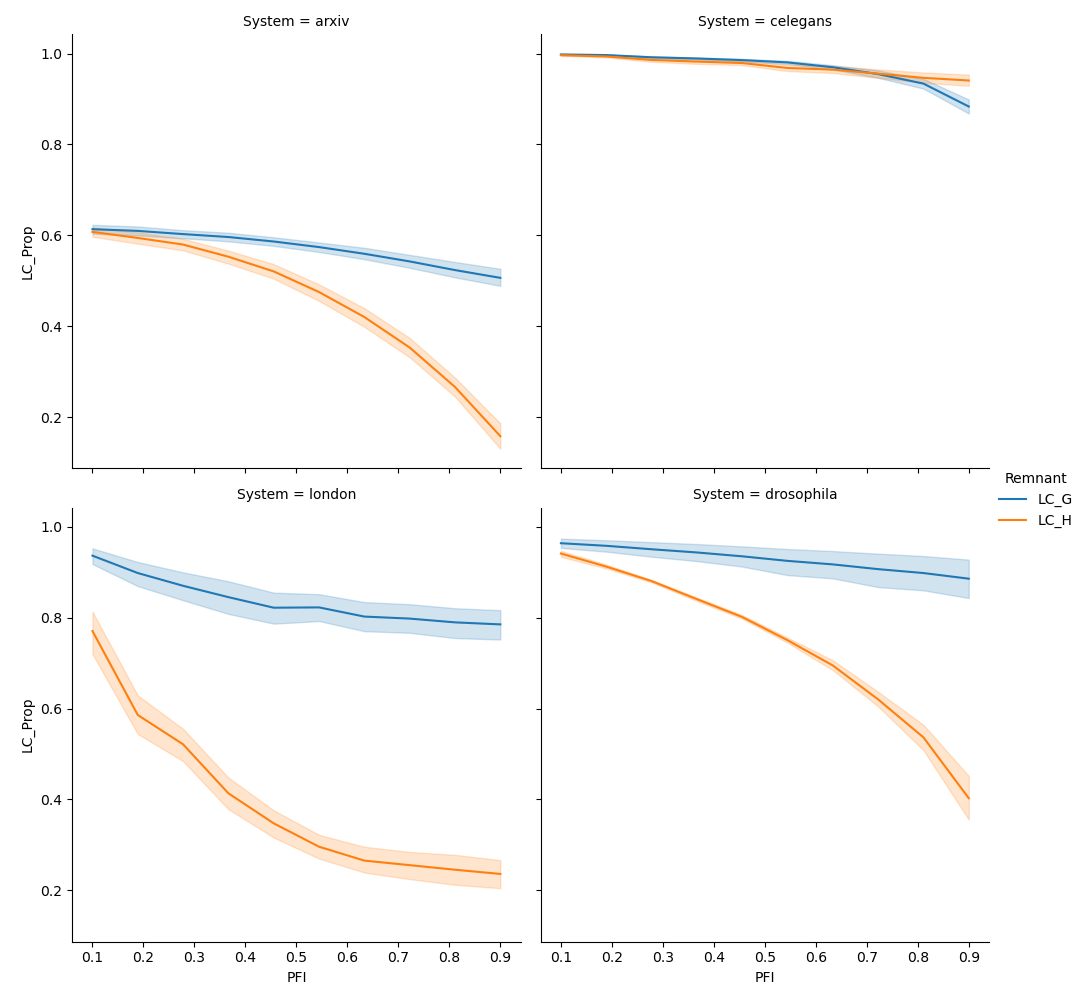 System = arxiv
System = celegans
1.0
0.8
0.6
0.4
0.2
LC_Prop
System = london
System = drosophila
Remnant
LC_G
LC_H
1.0
0.8
0.6
0.4
0.2
LC_Prop
0.1 0.2 0.3 0.4 0.5 0.6 0.7 0.8 0.9
PFI
0.1 0.2 0.3 0.4 0.5 0.6 0.7 0.8 0.9
PFI